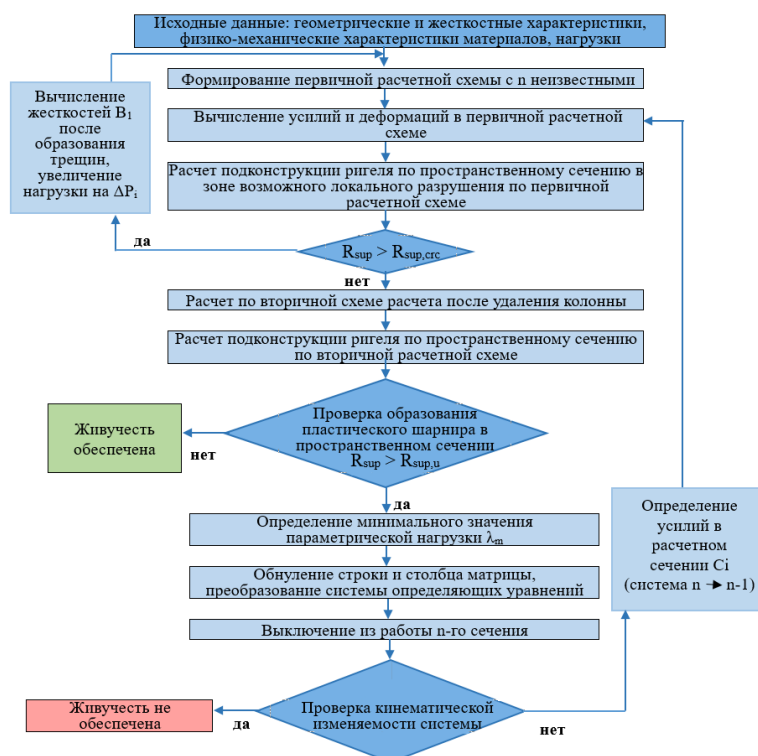 Исходные данные: геометрические и жесткостные характеристики,
физико-механические характеристики материалов, нагрузки
Формирование первичной расчетной схемы с n неизвестными
Вычисление
жесткостей B₁
после
образования
трещин,
увеличение
нагрузки на ΔPᵢ
Вычисление усилий и деформаций в первичной расчетной
схеме
Расчет подконструкции ригеля по пространственному сечению в
зоне возможного локального разрушения по первичной
расчетной схеме
да
R_sup > R_sup,crc
нет
Расчет по вторичной схеме расчета после удаления колонны
Расчет подконструкции ригеля по пространственному сечению
по вторичной расчетной схеме
Живучесть
обеспечена
нет
Проверка образования
пластического шарнира в
пространственном сечении
R_sup > R_sup,u
да
Определение минимального значения
параметрической нагрузки λₘ
Обнуление строки и столбца матрицы,
преобразование системы определяющих уравнений
Выключение из работы n-го сечения
Определение
усилий в
расчетном
сечении Ci
(система n → n-1)
Живучесть не
обеспечена
да
Проверка кинематической
изменяемости системы
нет